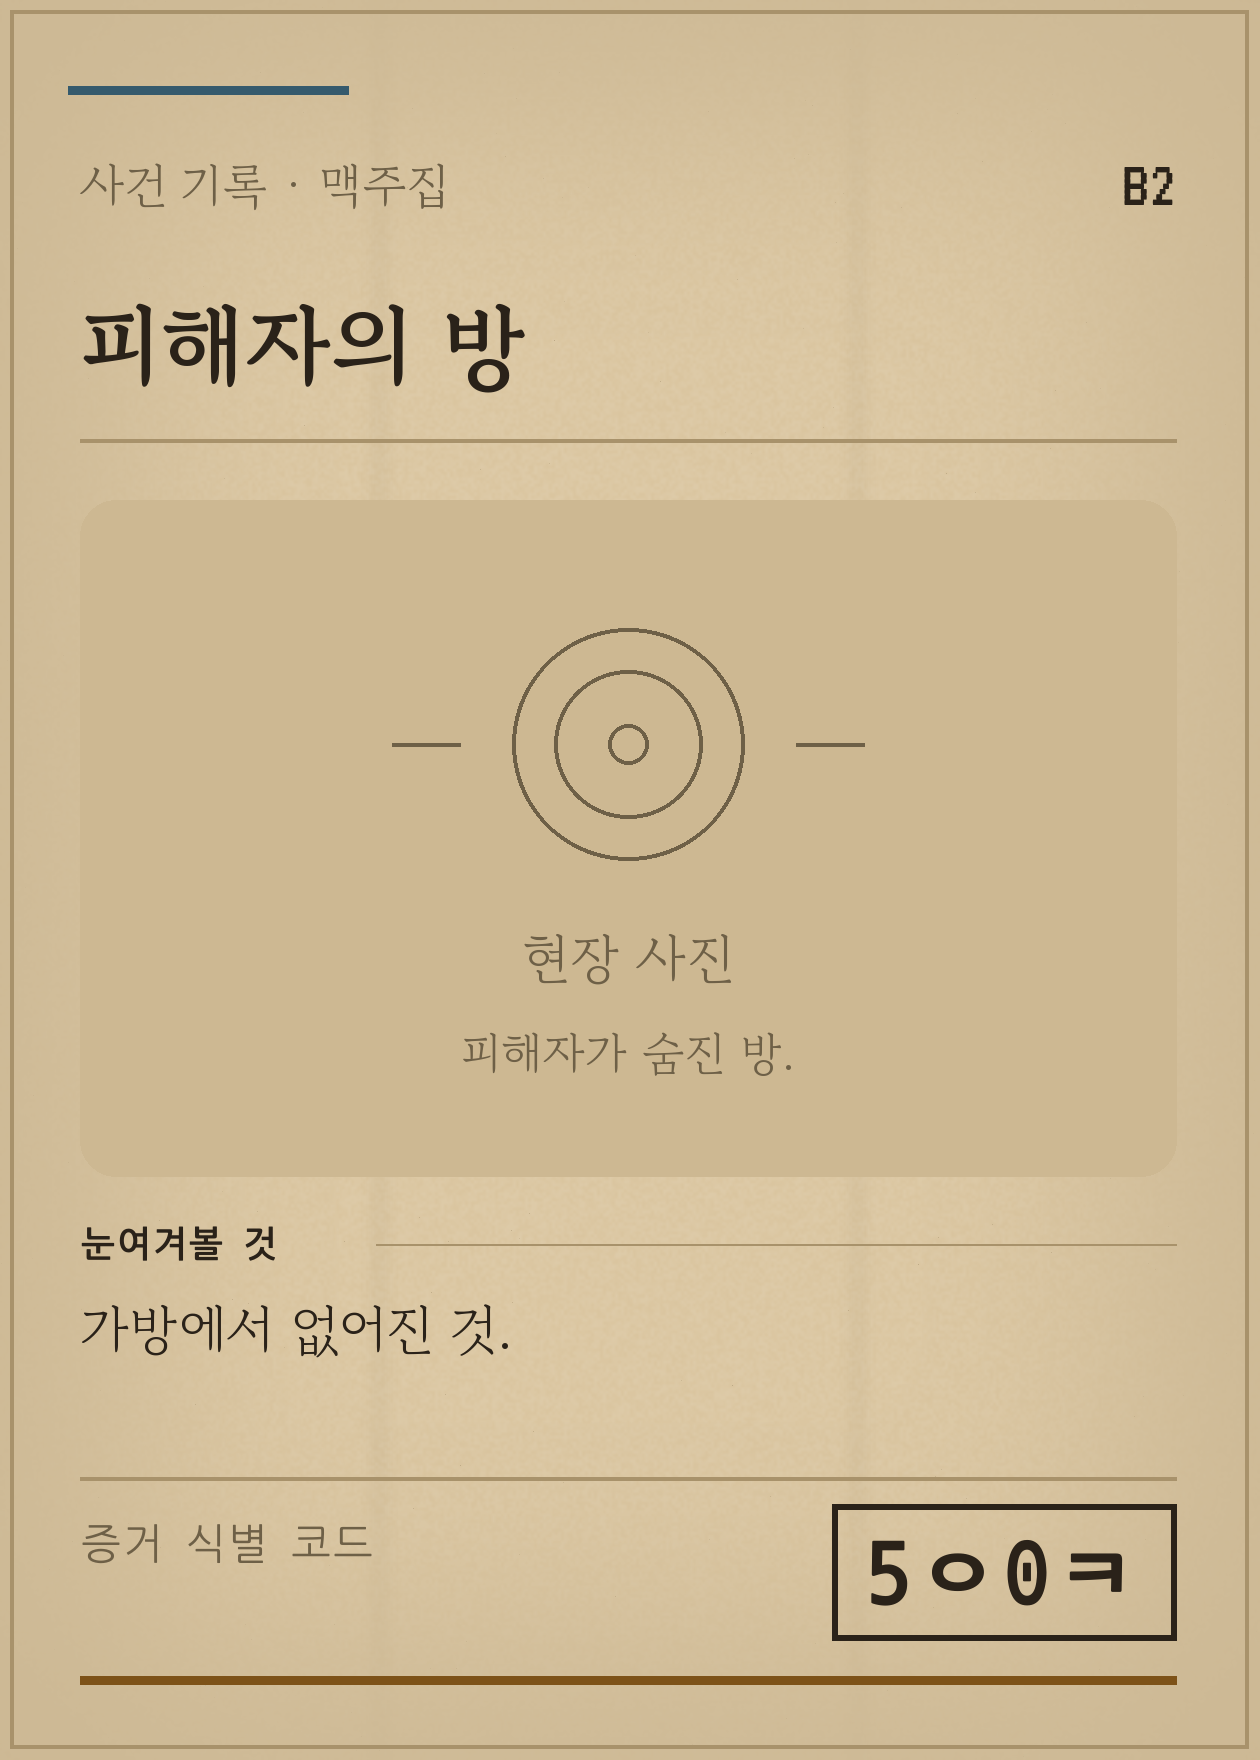 사건 기록 · 맥주집
B2
피해자의 방
현장 사진
피해자가 숨진 방.
눈여겨볼 것
가방에서 없어진 것.
증거 식별 코드
5ㅇ0ㅋ